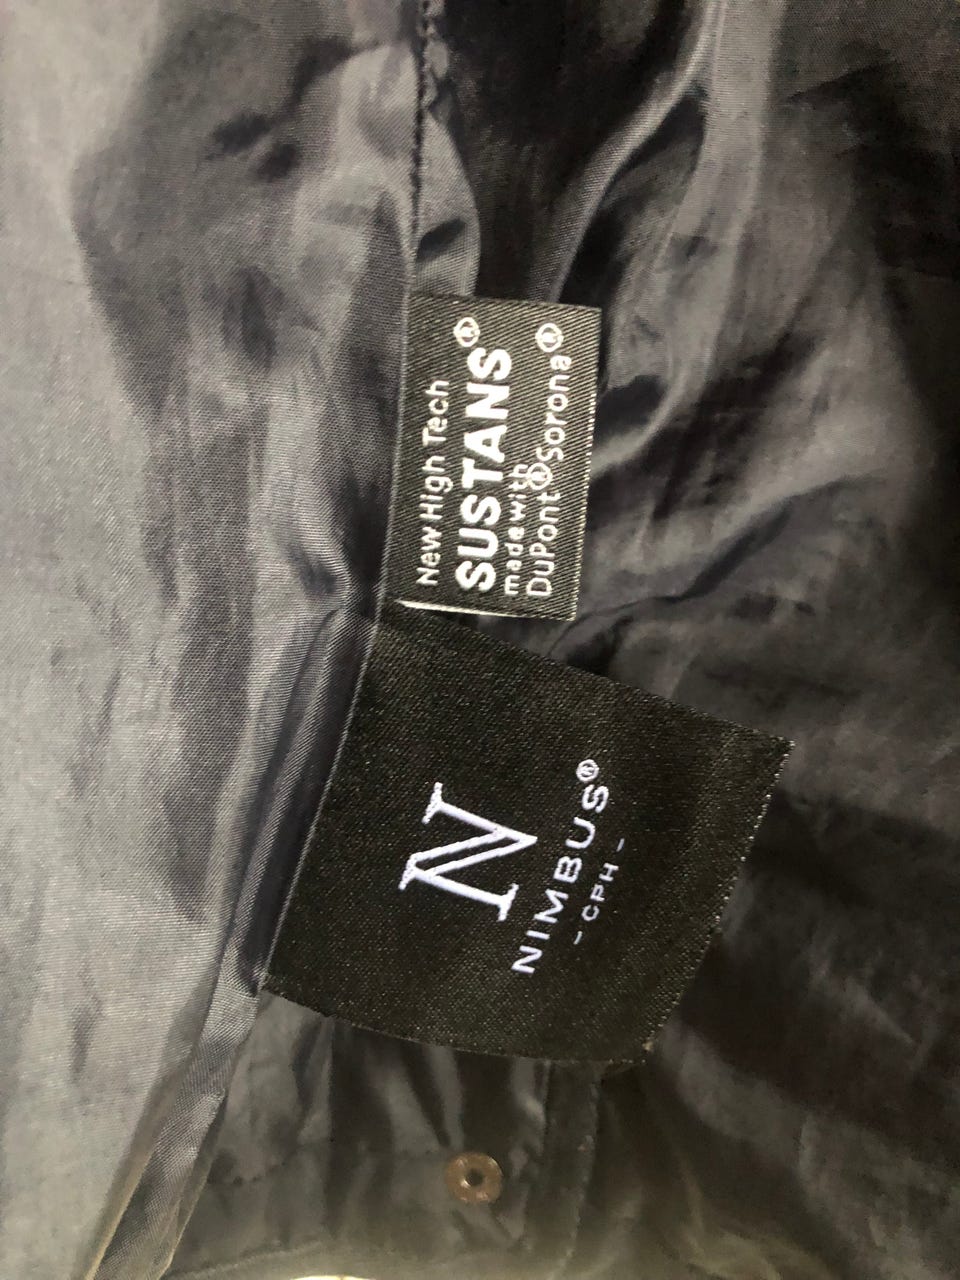 New High Tech
SUSTANS®
made with
DuPont® Sorona®
N
NIMBUS®
- CPH -